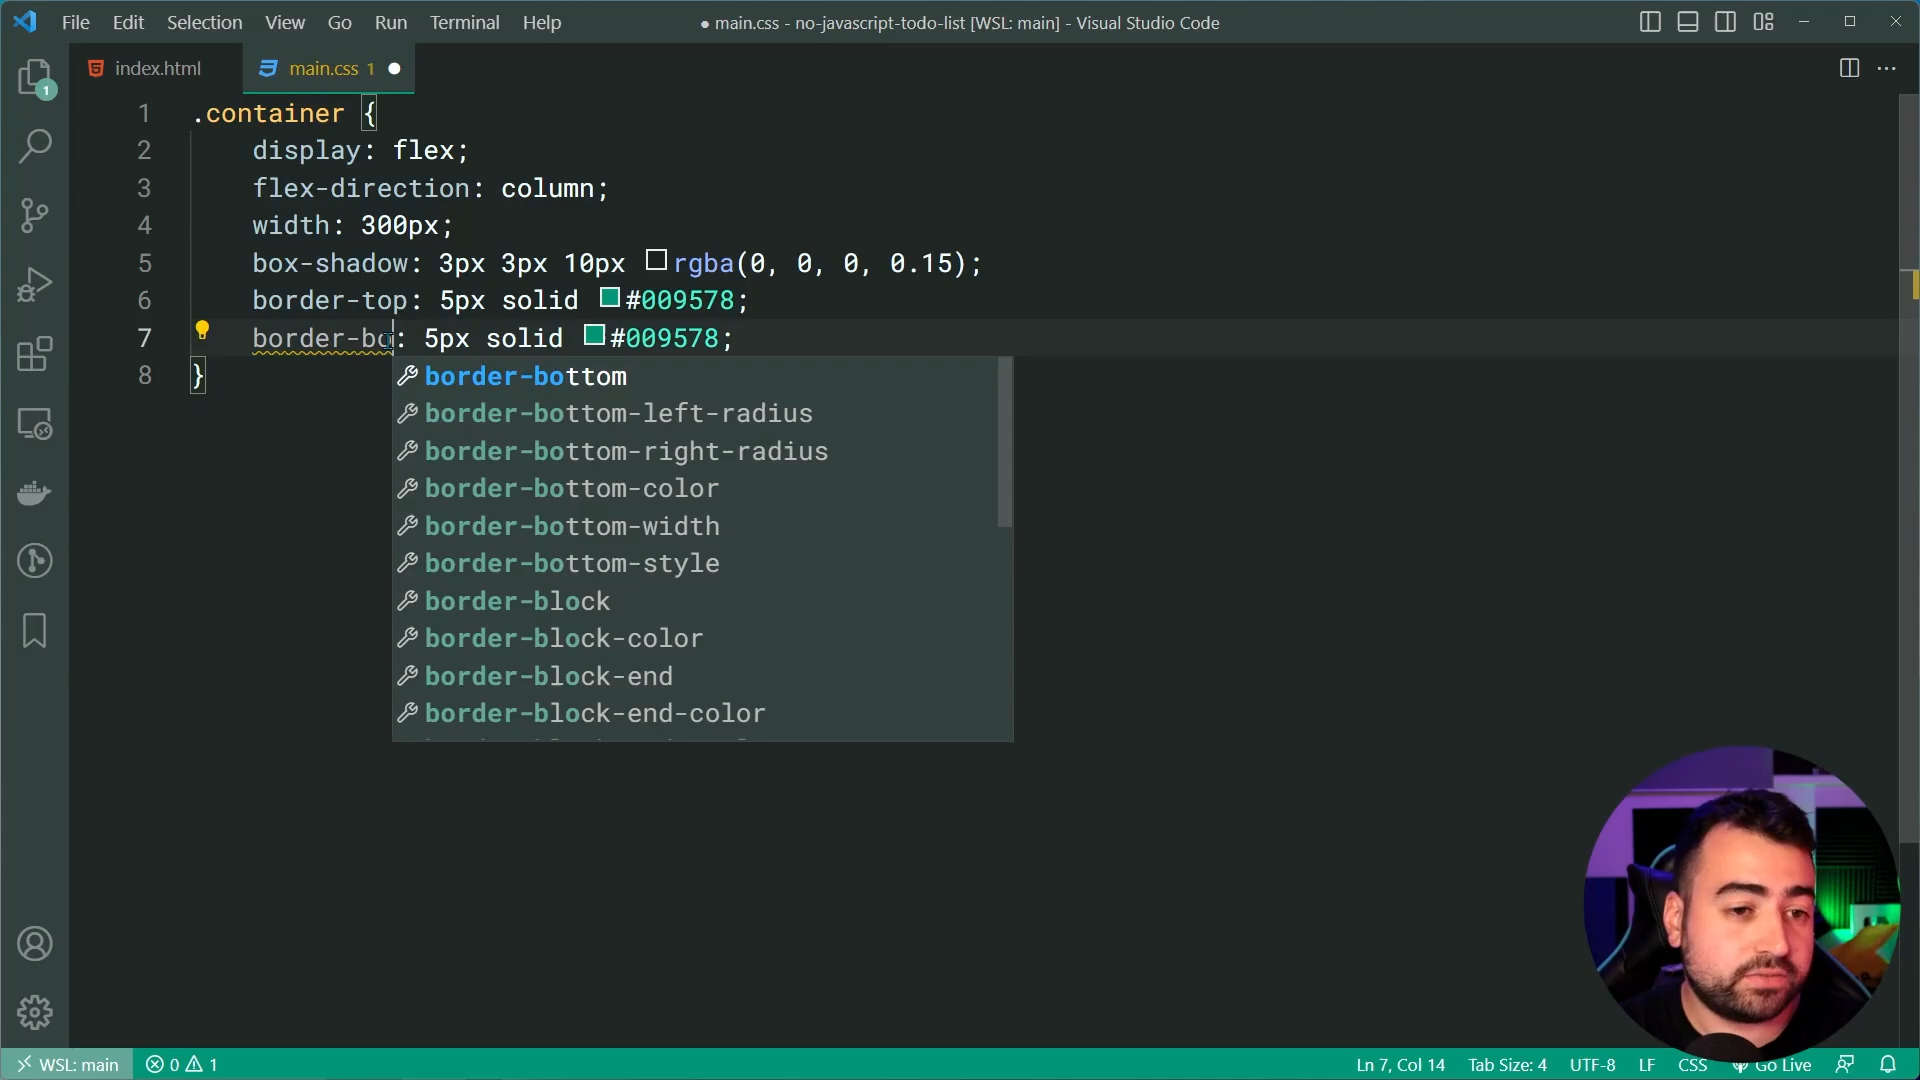 File Edit Selection View Go Run Terminal Help
● main.css - no-javascript-todo-list [WSL: main] - Visual Studio Code
index.html
main.css 1 ●
1
1 .container {
2 display: flex;
3 flex-direction: column;
4 width: 300px;
5 box-shadow: 3px 3px 10px rgba(0, 0, 0, 0.15);
6 border-top: 5px solid #009578;
7 border-bo: 5px solid #009578;
8 }
border-bottom
border-bottom-left-radius
border-bottom-right-radius
border-bottom-color
border-bottom-width
border-bottom-style
border-block
border-block-color
border-block-end
border-block-end-color
WSL: main 0 1 Ln 7, Col 14 Tab Size: 4 UTF-8 LF CSS Go Live